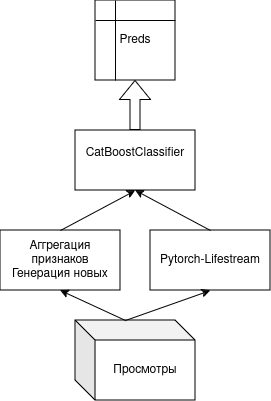 Preds
CatBoostClassifier
Аггрегация
признаков
Генерация новых
Pytorch-Lifestream
Просмотры